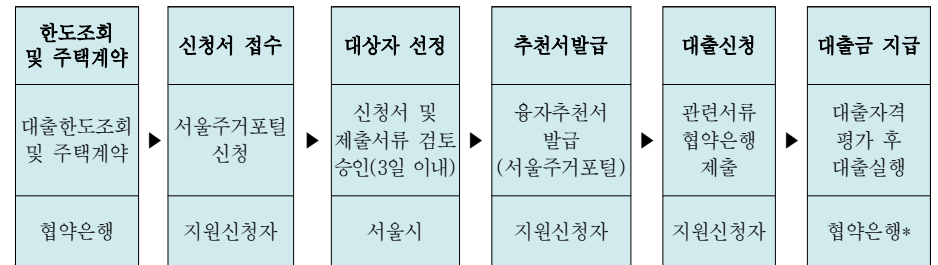 한도조회
및 주택계약
대출한도조회
및 주택계약
협약은행
▶
신청서 접수
서울주거포털
신청
지원신청자
▶
대상자 선정
신청서 및
제출서류 검토
승인(3일 이내)
서울시
▶
추천서발급
융자추천서
발급
(서울주거포털)
지원신청자
▶
대출신청
관련서류
협약은행
제출
지원신청자
▶
대출금 지급
대출자격
평가 후
대출실행
협약은행*